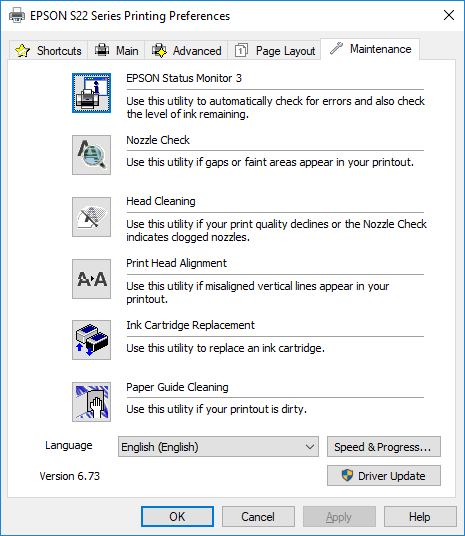 EPSON S22 Series Printing Preferences
Shortcuts
Main
Advanced
1
Page Layout
Maintenance
EPSON Status Monitor 3
Use this utility to automatically check for errors and also check
the level of ink remaining.
Nozzle Check
Use this utility if gaps or faint areas appear in your printout.
Head Cleaning
Use this utility if your print quality declines or the Nozzle Check
indicates clogged nozzles.
A A
Print Head Alignment
Use this utility if misaligned vertical lines appear in your
printout.
Ink Cartridge Replacement
Use this utility to replace an ink cartridge.
Paper Guide Cleaning
Use this utility if your printout is dirty.
Language
English (English)
Speed & Progress...
Version 6.73
Driver Update
OK
Cancel
Apply
Help